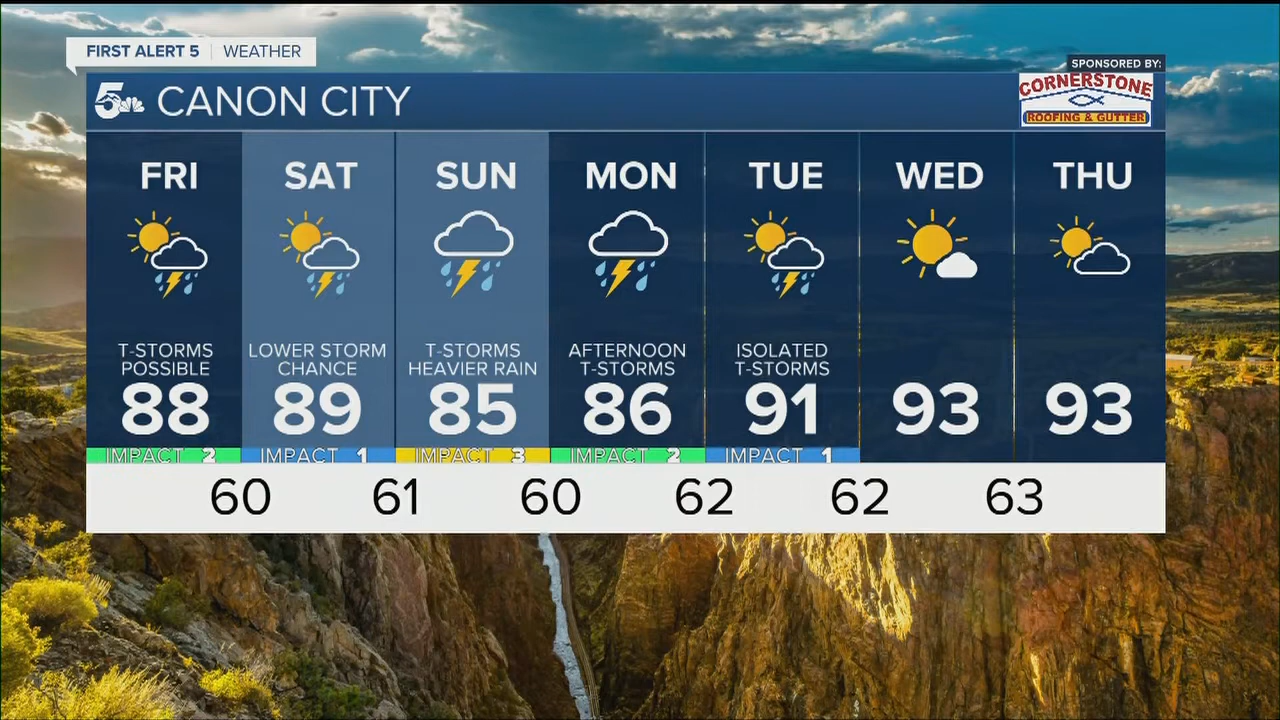 FIRST ALERT 5 | WEATHER
SPONSORED BY:
5 CANON CITY
CORNERSTONE
ROOFING & GUTTER
FRI SAT SUN MON TUE WED THU
T-STORMS LOWER STORM T-STORMS AFTERNOON ISOLATED
POSSIBLE CHANCE HEAVIER RAIN T-STORMS T-STORMS
88 89 85 86 91 93 93
IMPACT 2 IMPACT 1 IMPACT 3 IMPACT 2 IMPACT 1
60 61 60 62 62 63